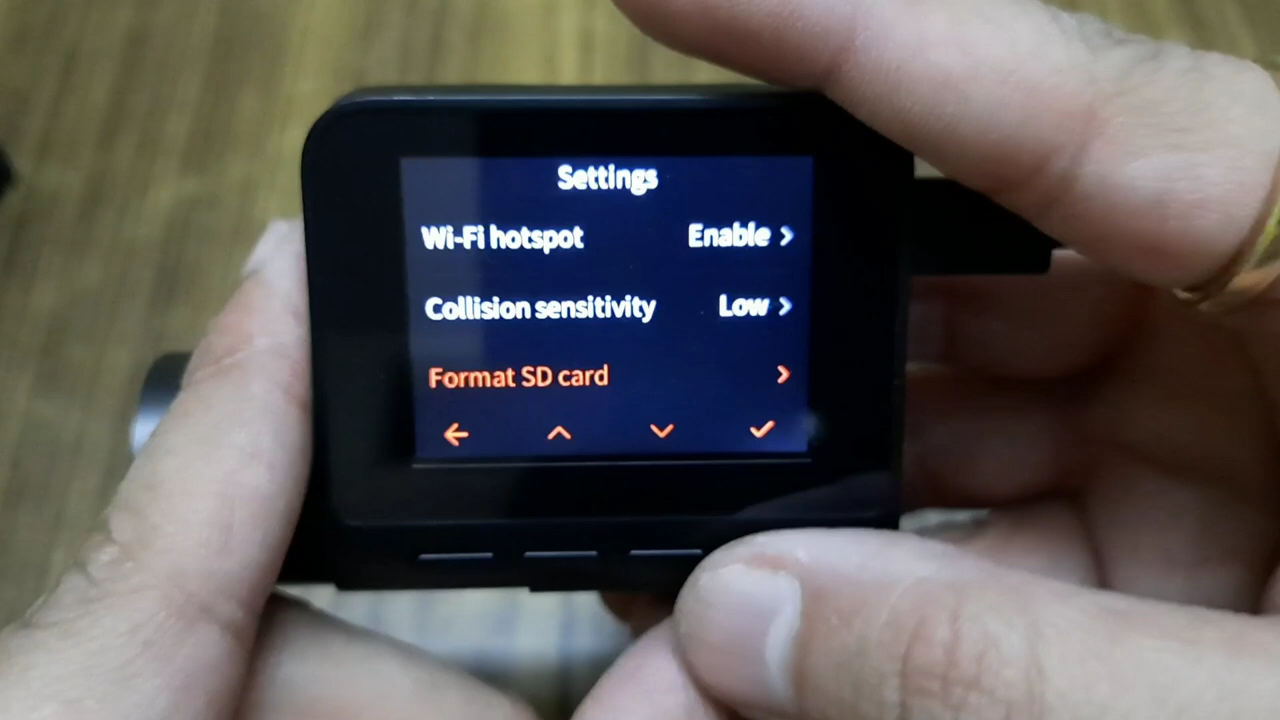 Settings
Wi-Fi hotspot Enable >
Collision sensitivity Low >
Format SD card >